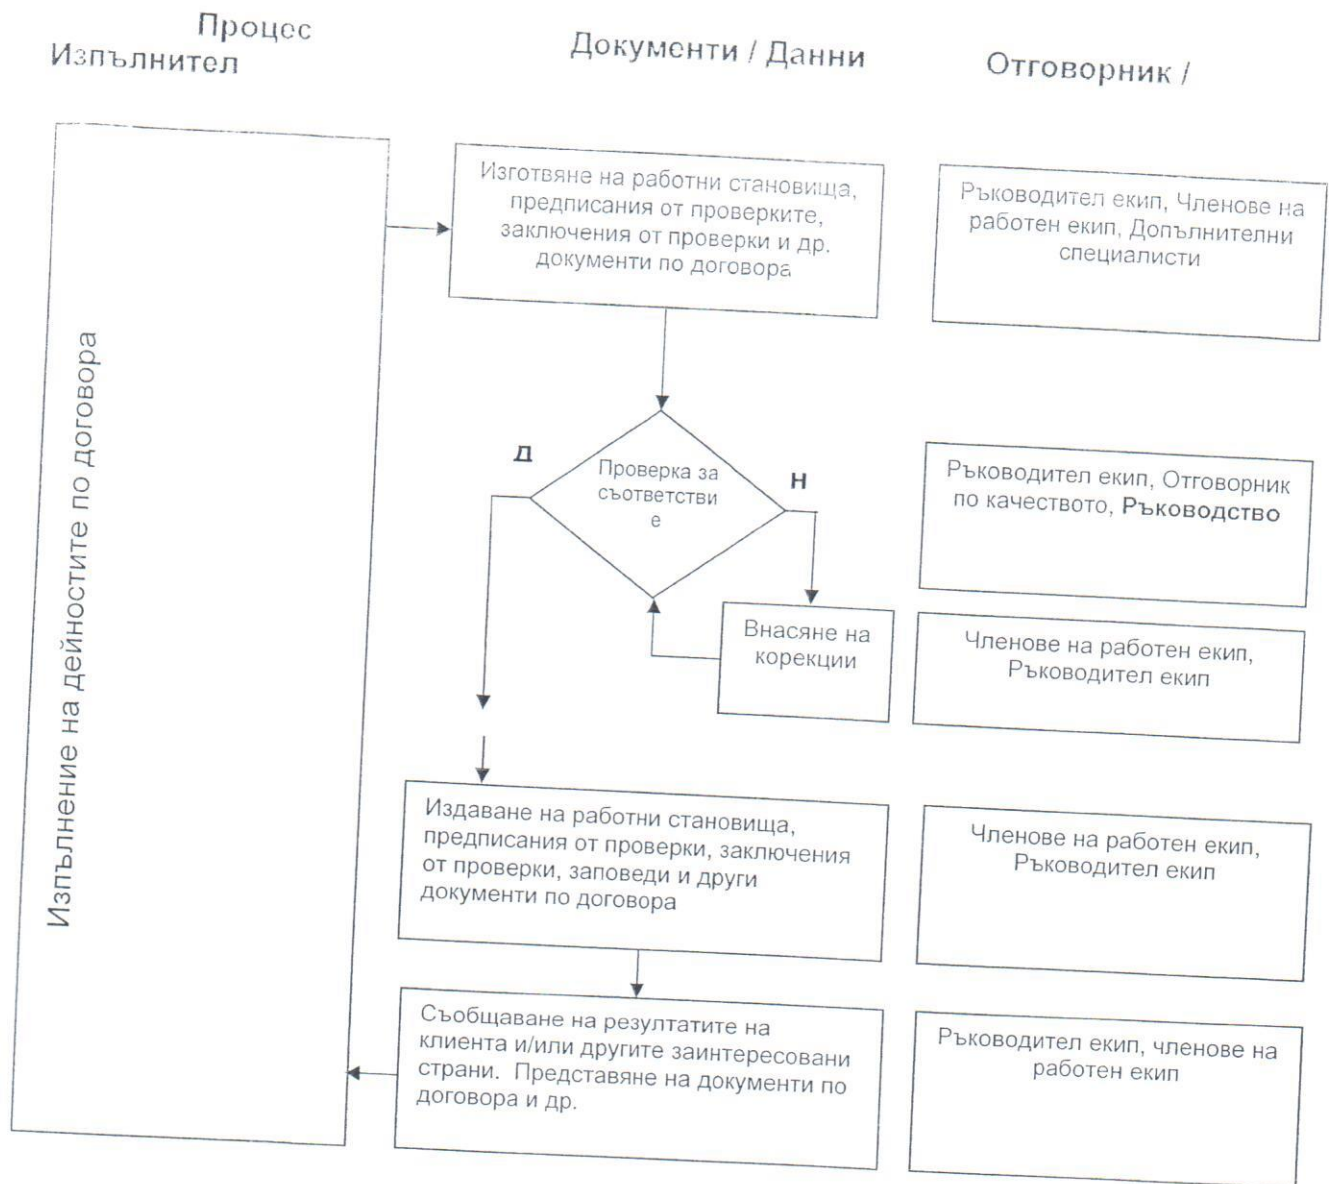 Процес
Изпълнител
Документи / Данни
Отговорник /
Изпълнение на дейностите по договора
Изготвяне на работни становища,
предписания от проверките,
заключения от проверки и др.
документи по договора
Ръководител екип, Членове на
работен екип, Допълнителни
специалисти
Д
Проверка за
съответстви
е
Н
Ръководител екип, Отговорник
по качеството, Ръководство
Внасяне на
корекции
Членове на работен екип,
Ръководител екип
Издаване на работни становища,
предписания от проверки, заключения
от проверки, заповеди и други
документи по договора
Членове на работен екип,
Ръководител екип
Съобщаване на резултатите на
клиента и/или другите заинтересовани
страни. Представяне на документи по
договора и др.
Ръководител екип, членове на
работен екип